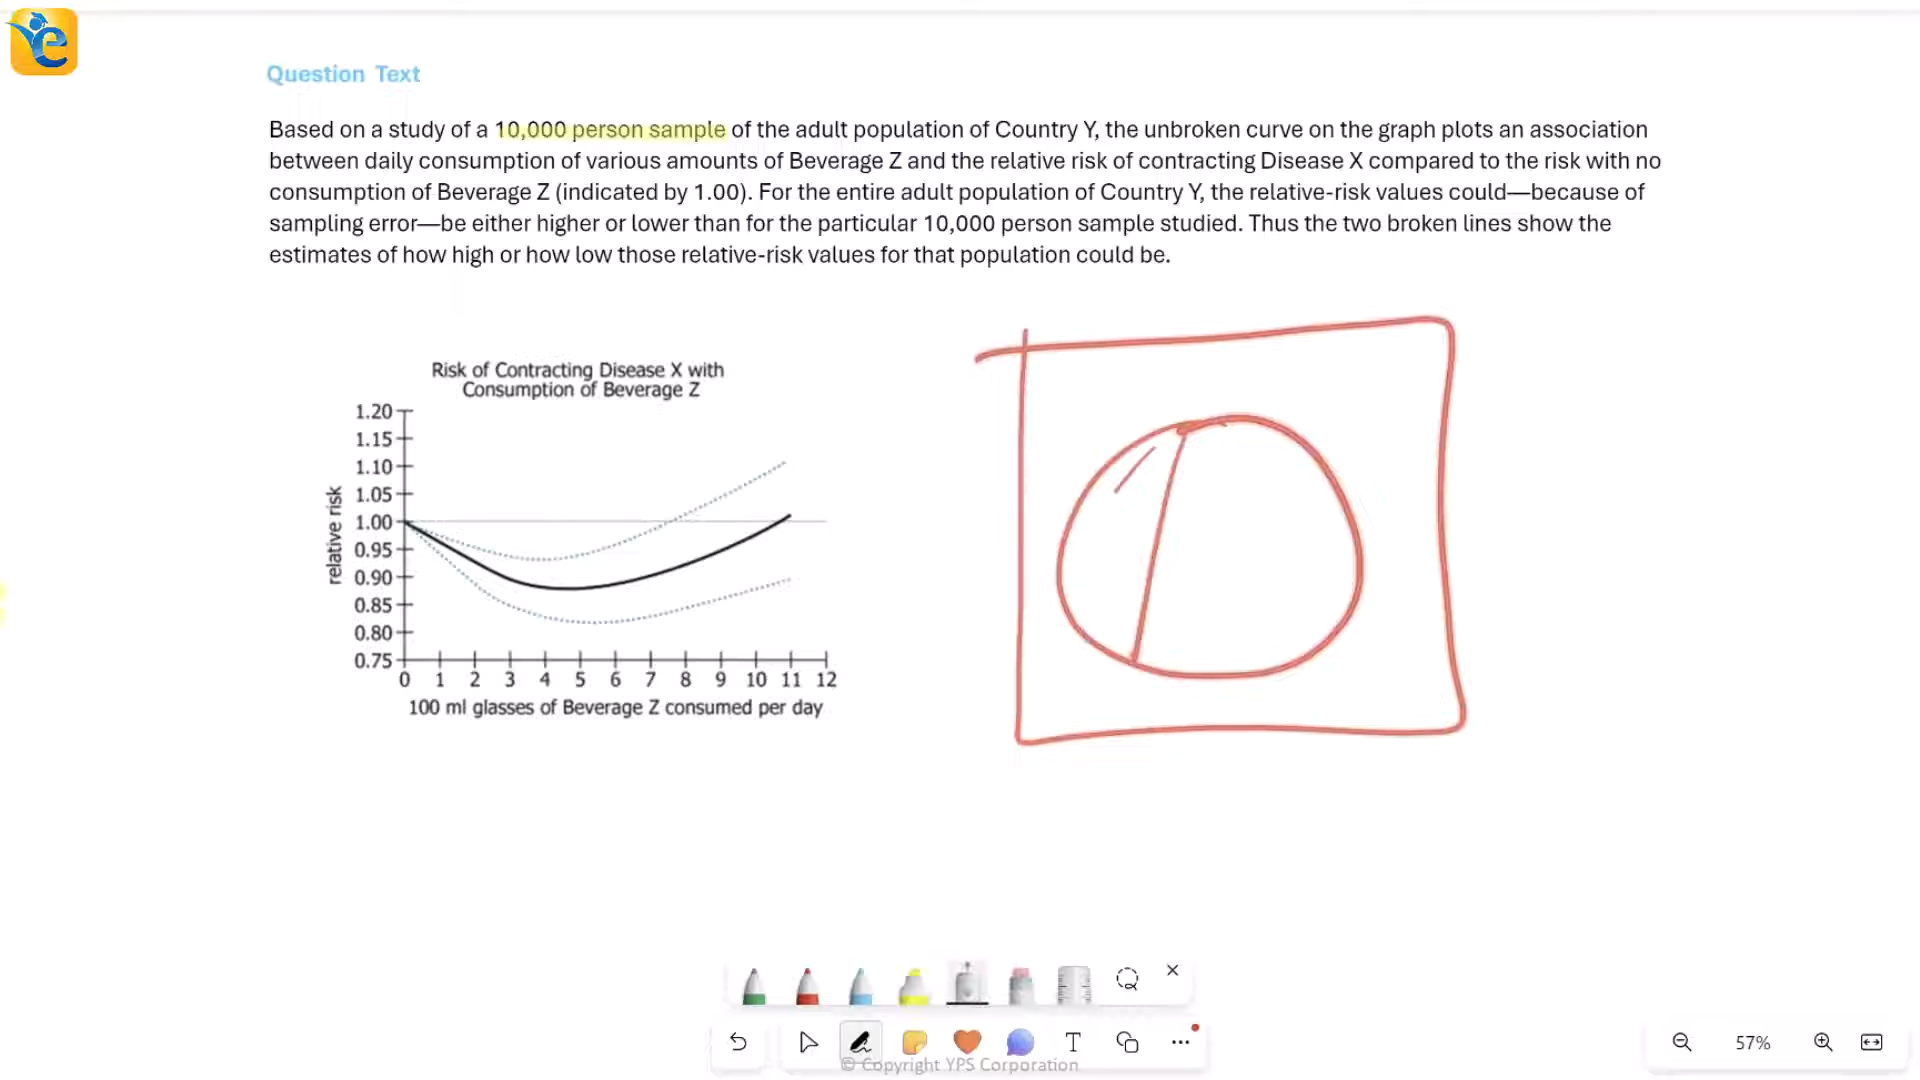 Question Text
Based on a study of a 10,000 person sample of the adult population of Country Y, the unbroken curve on the graph plots an association
between daily consumption of various amounts of Beverage Z and the relative risk of contracting Disease X compared to the risk with no
consumption of Beverage Z (indicated by 1.00). For the entire adult population of Country Y, the relative-risk values could—because of
sampling error—be either higher or lower than for the particular 10,000 person sample studied. Thus the two broken lines show the
estimates of how high or how low those relative-risk values for that population could be.
Risk of Contracting Disease X with
Consumption of Beverage Z
1.20
1.15
1.10
1.05
1.00
0.95
0.90
0.85
0.80
0.75
relative risk
0 1 2 3 4 5 6 7 8 9 10 11 12
100 ml glasses of Beverage Z consumed per day
T
57%
© Copyright YPS Corporation